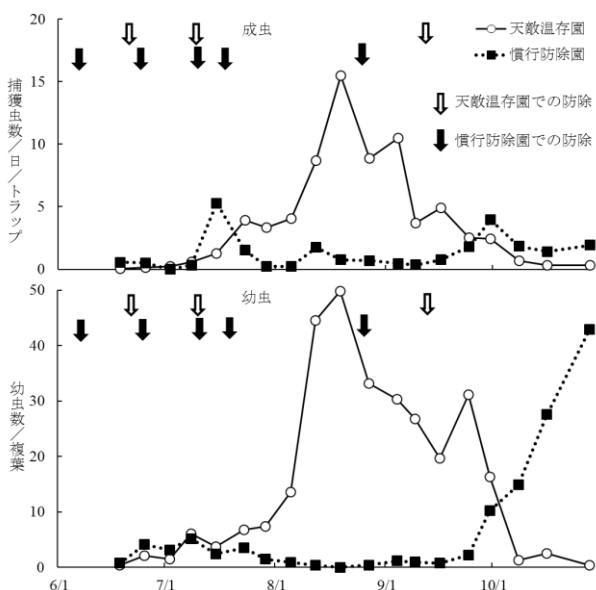 20
15
10
5
0
捕獲虫数／日／トラップ
成虫
天敵温存園
慣行防除園
天敵温存園での防除
慣行防除園での防除
50
40
30
20
10
0
幼虫数／複葉
幼虫
6/1
7/1
8/1
9/1
10/1